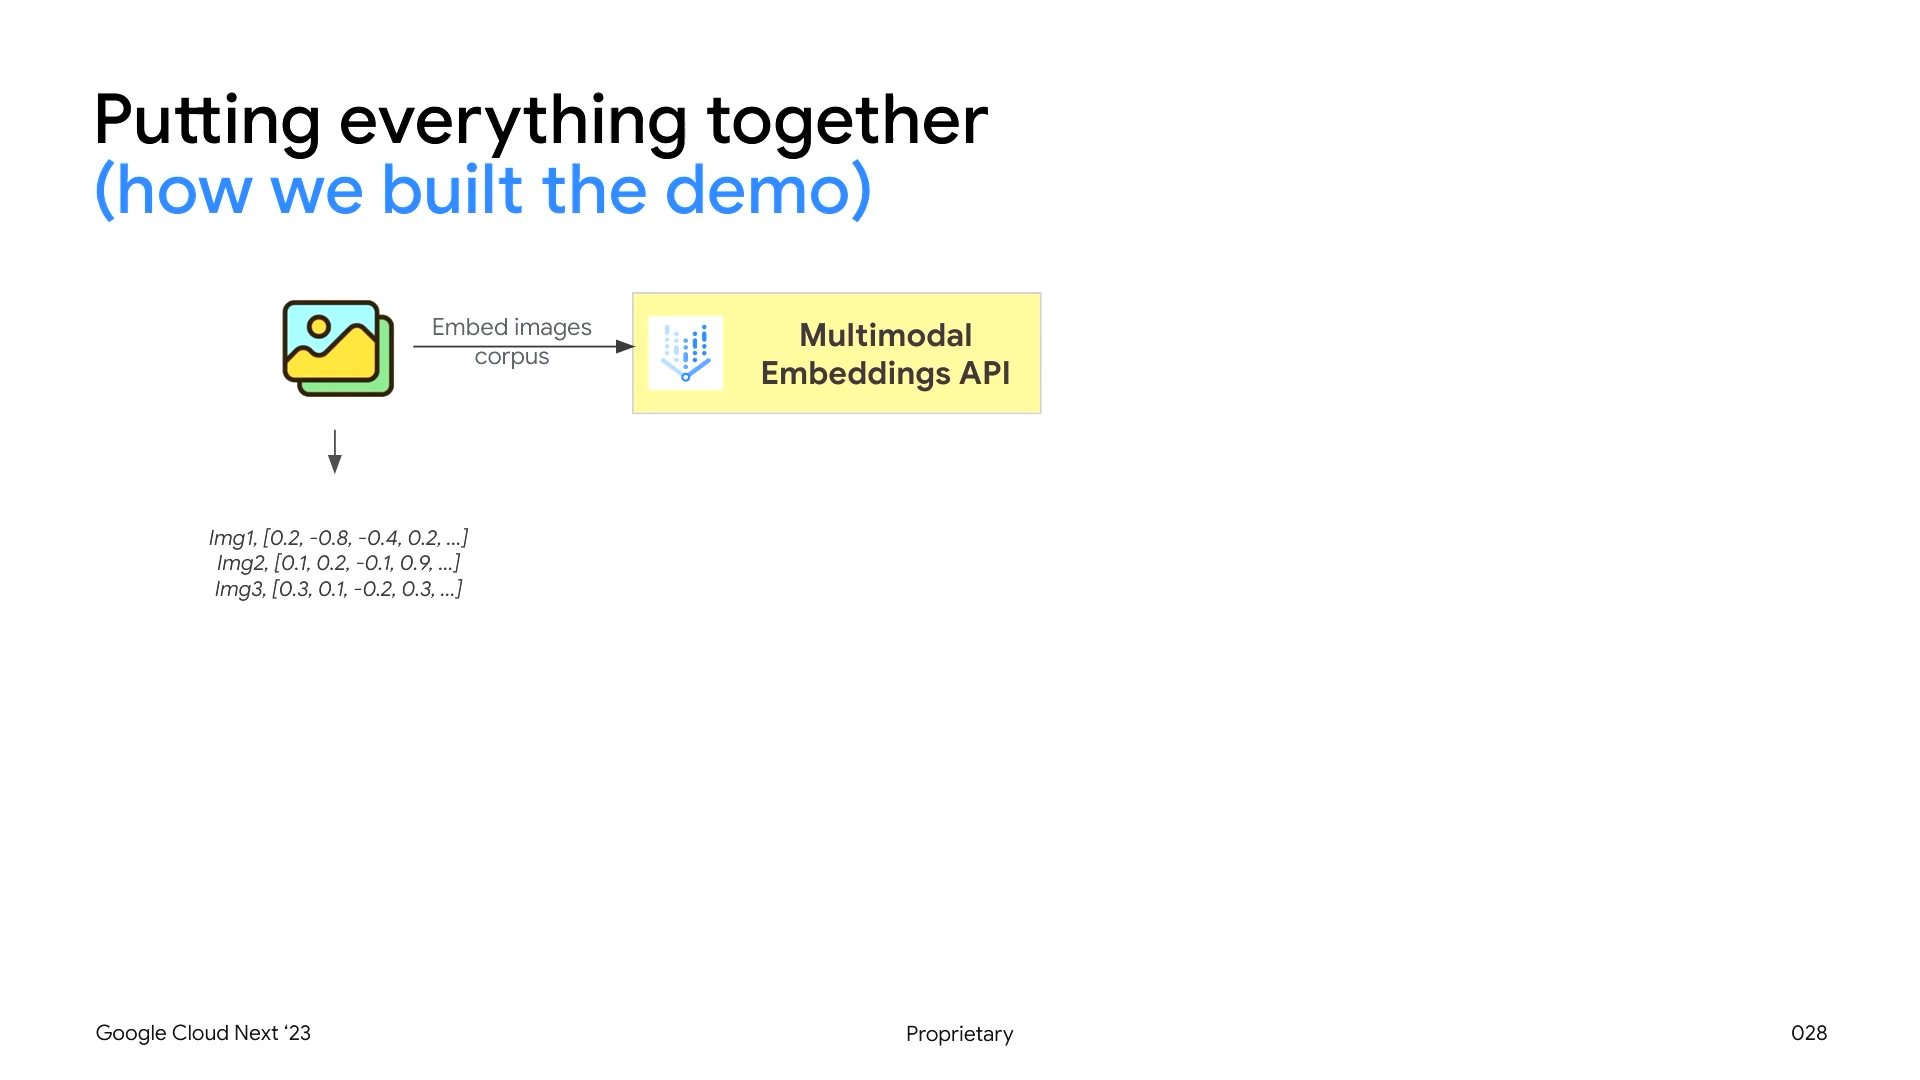 Putting everything together
(how we built the demo)
Embed images
corpus
Multimodal
Embeddings API
Img1, [0.2, -0.8, -0.4, 0.2, ...]
Img2, [0.1, 0.2, -0.1, 0.9, ...]
Img3, [0.3, 0.1, -0.2, 0.3, ...]
Google Cloud Next ‘23
Proprietary
028